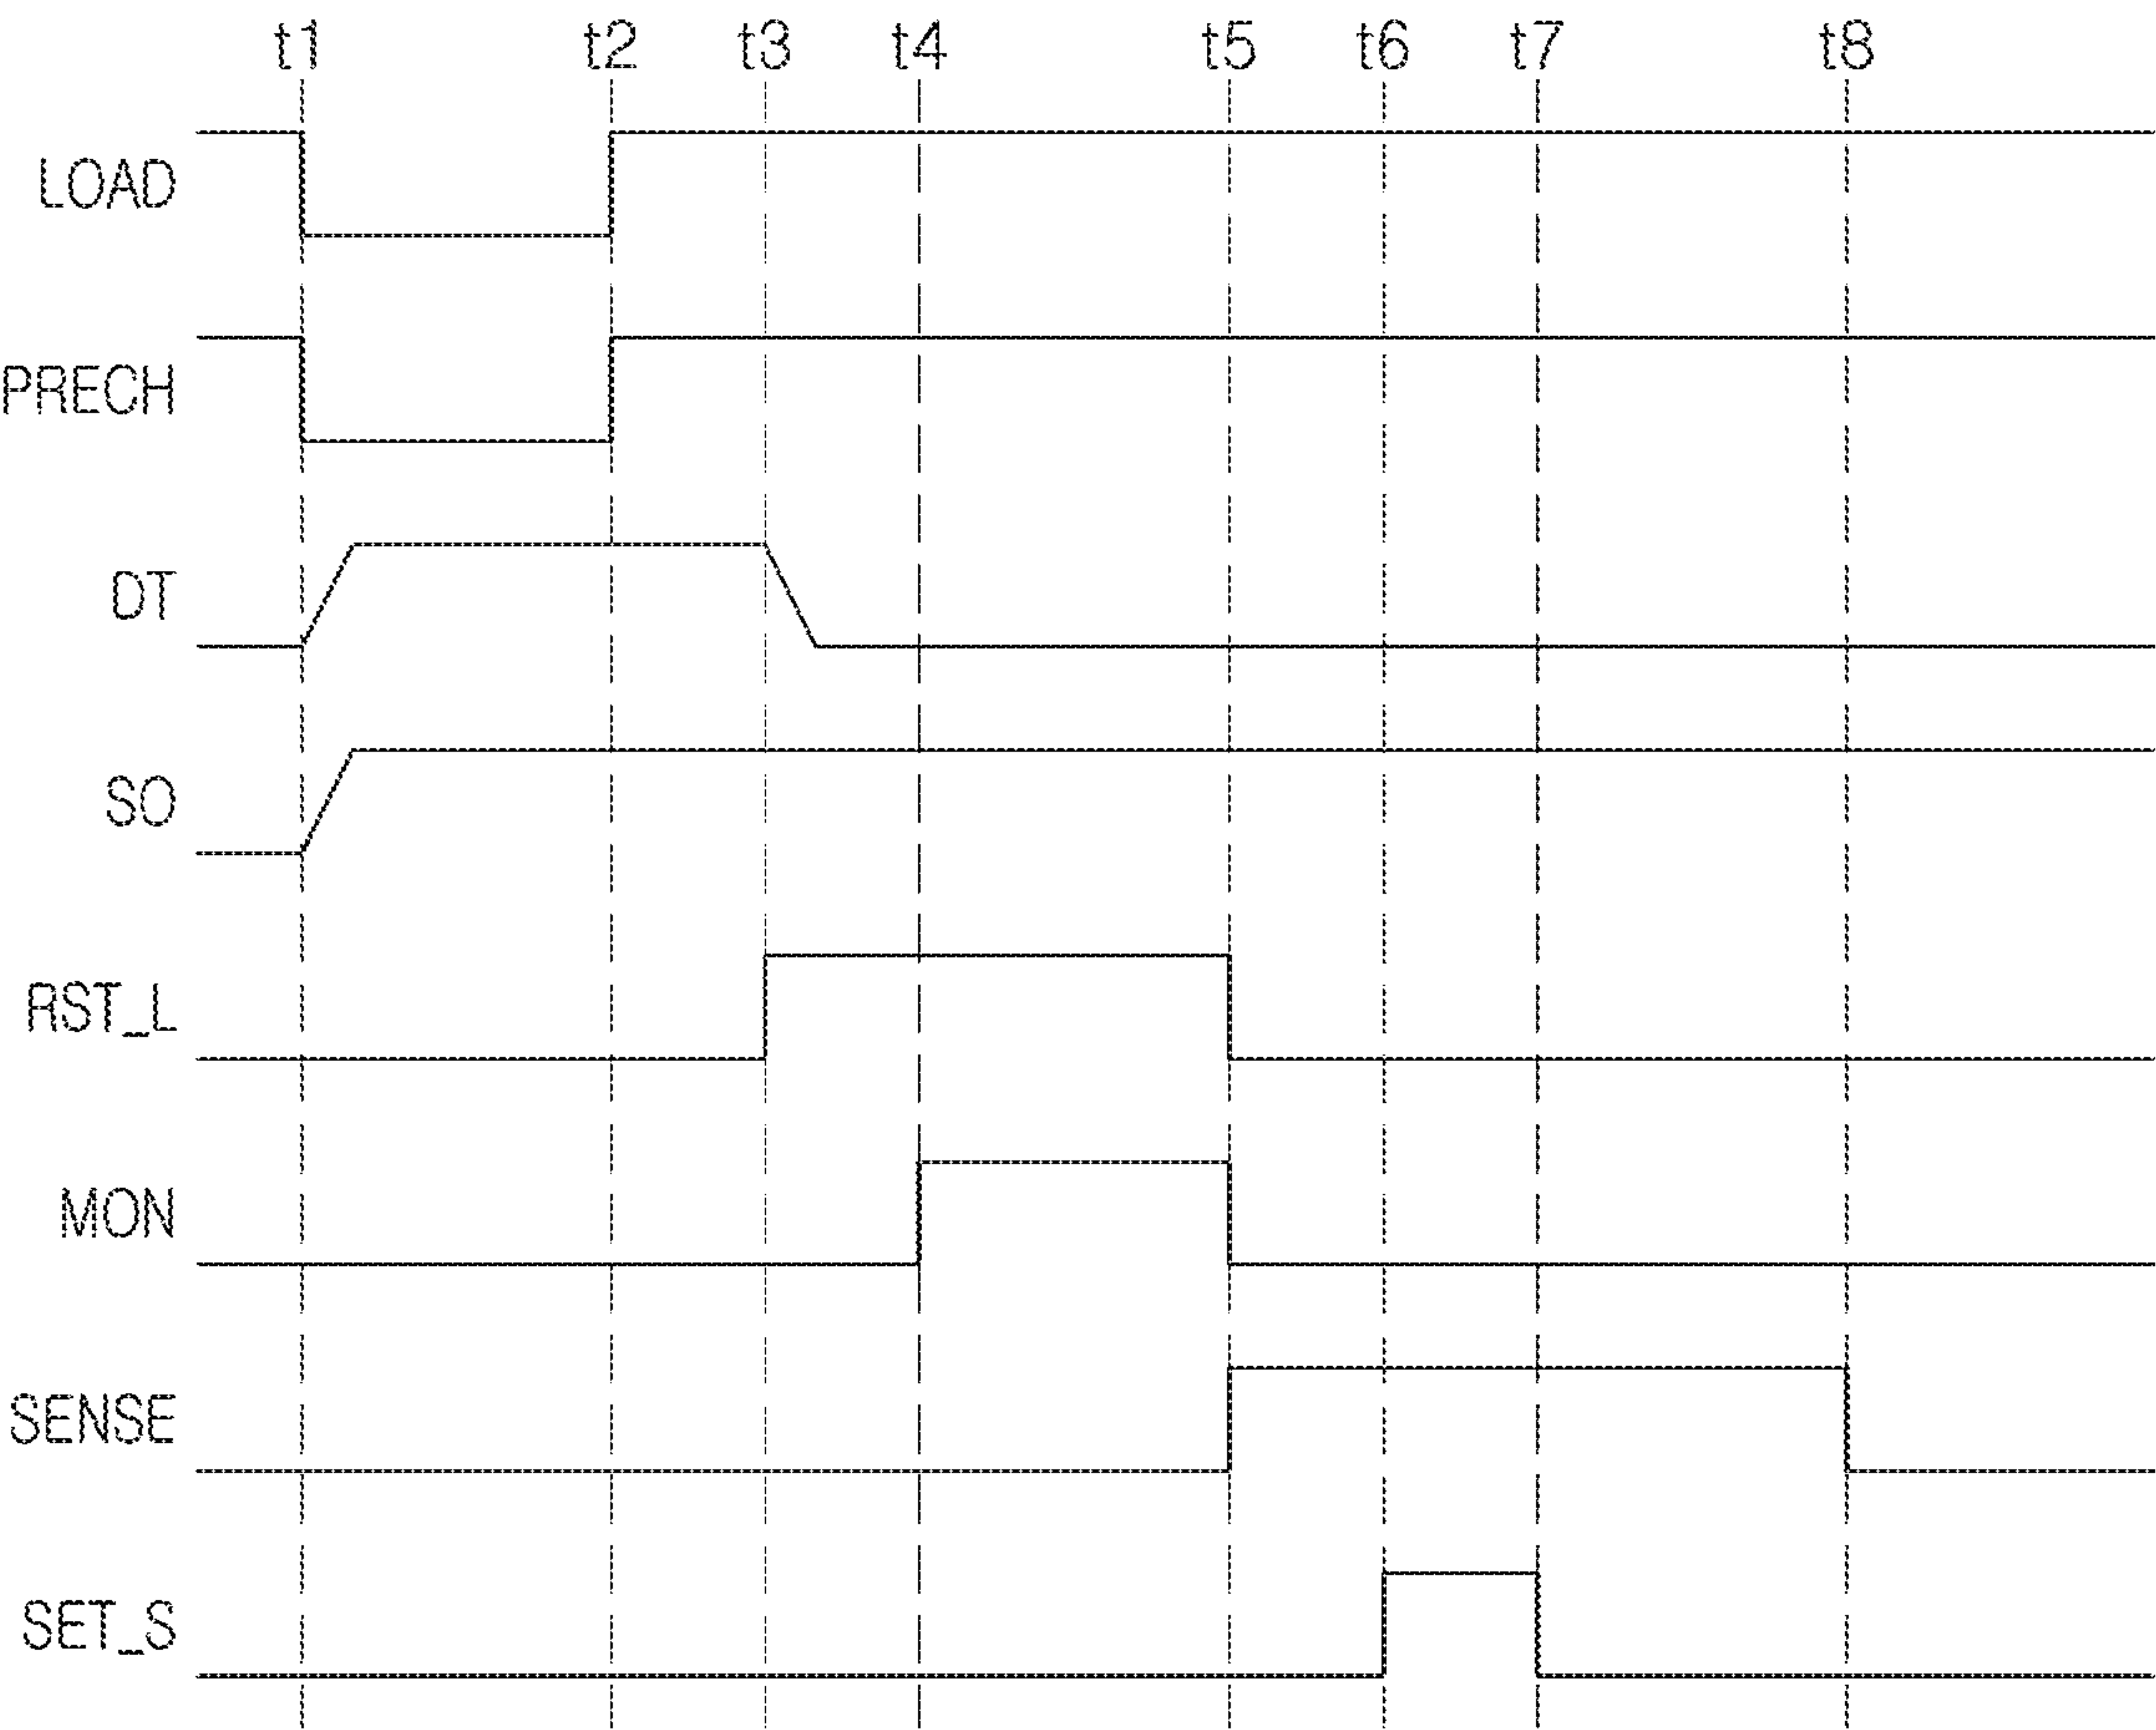 t1 t2 t3 t4 t5 t6 t7 t8
LOAD
PRECH
DT
SO
RST_L
MON
SENSE
SET_S